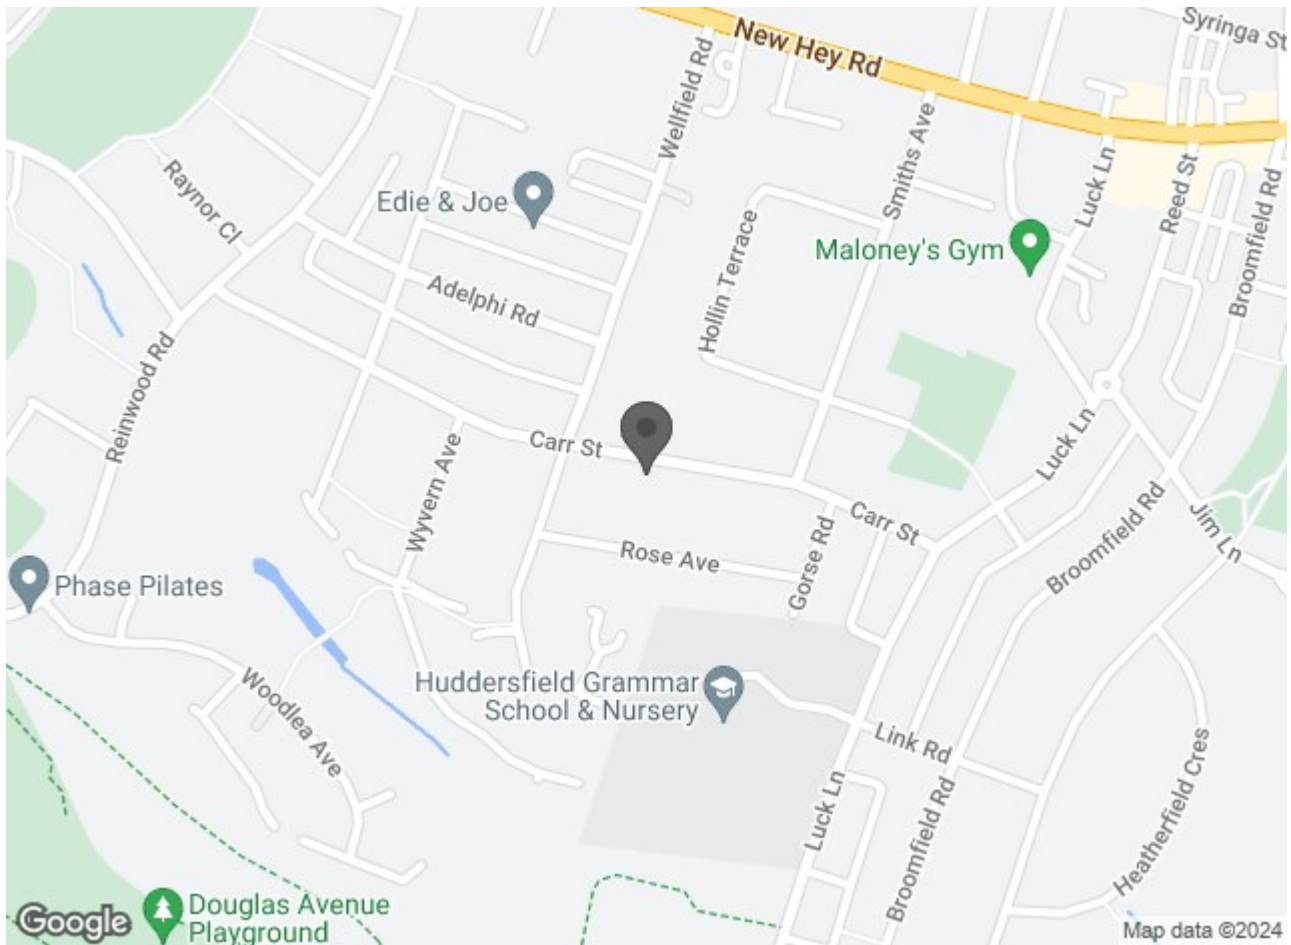 Syringa St
New Hey Rd
Wellfield Rd
Smiths Ave
Luck Ln
Reed St
Broomfield Rd
Raynor Cl
Edie & Joe
Hollin Terrace
Maloney's Gym
Adelphi Rd
Reinwood Rd
Carr St
Wyvern Ave
Luck Ln
Carr St
Jim Ln
Broomfield Rd
Rose Ave
Gorse Rd
Phase Pilates
Huddersfield Grammar
School & Nursery
Woodlea Ave
Link Rd
Heatherfield Cres
Luck Ln
Broomfield Rd
Douglas Avenue
Playground
Google
Map data ©2024